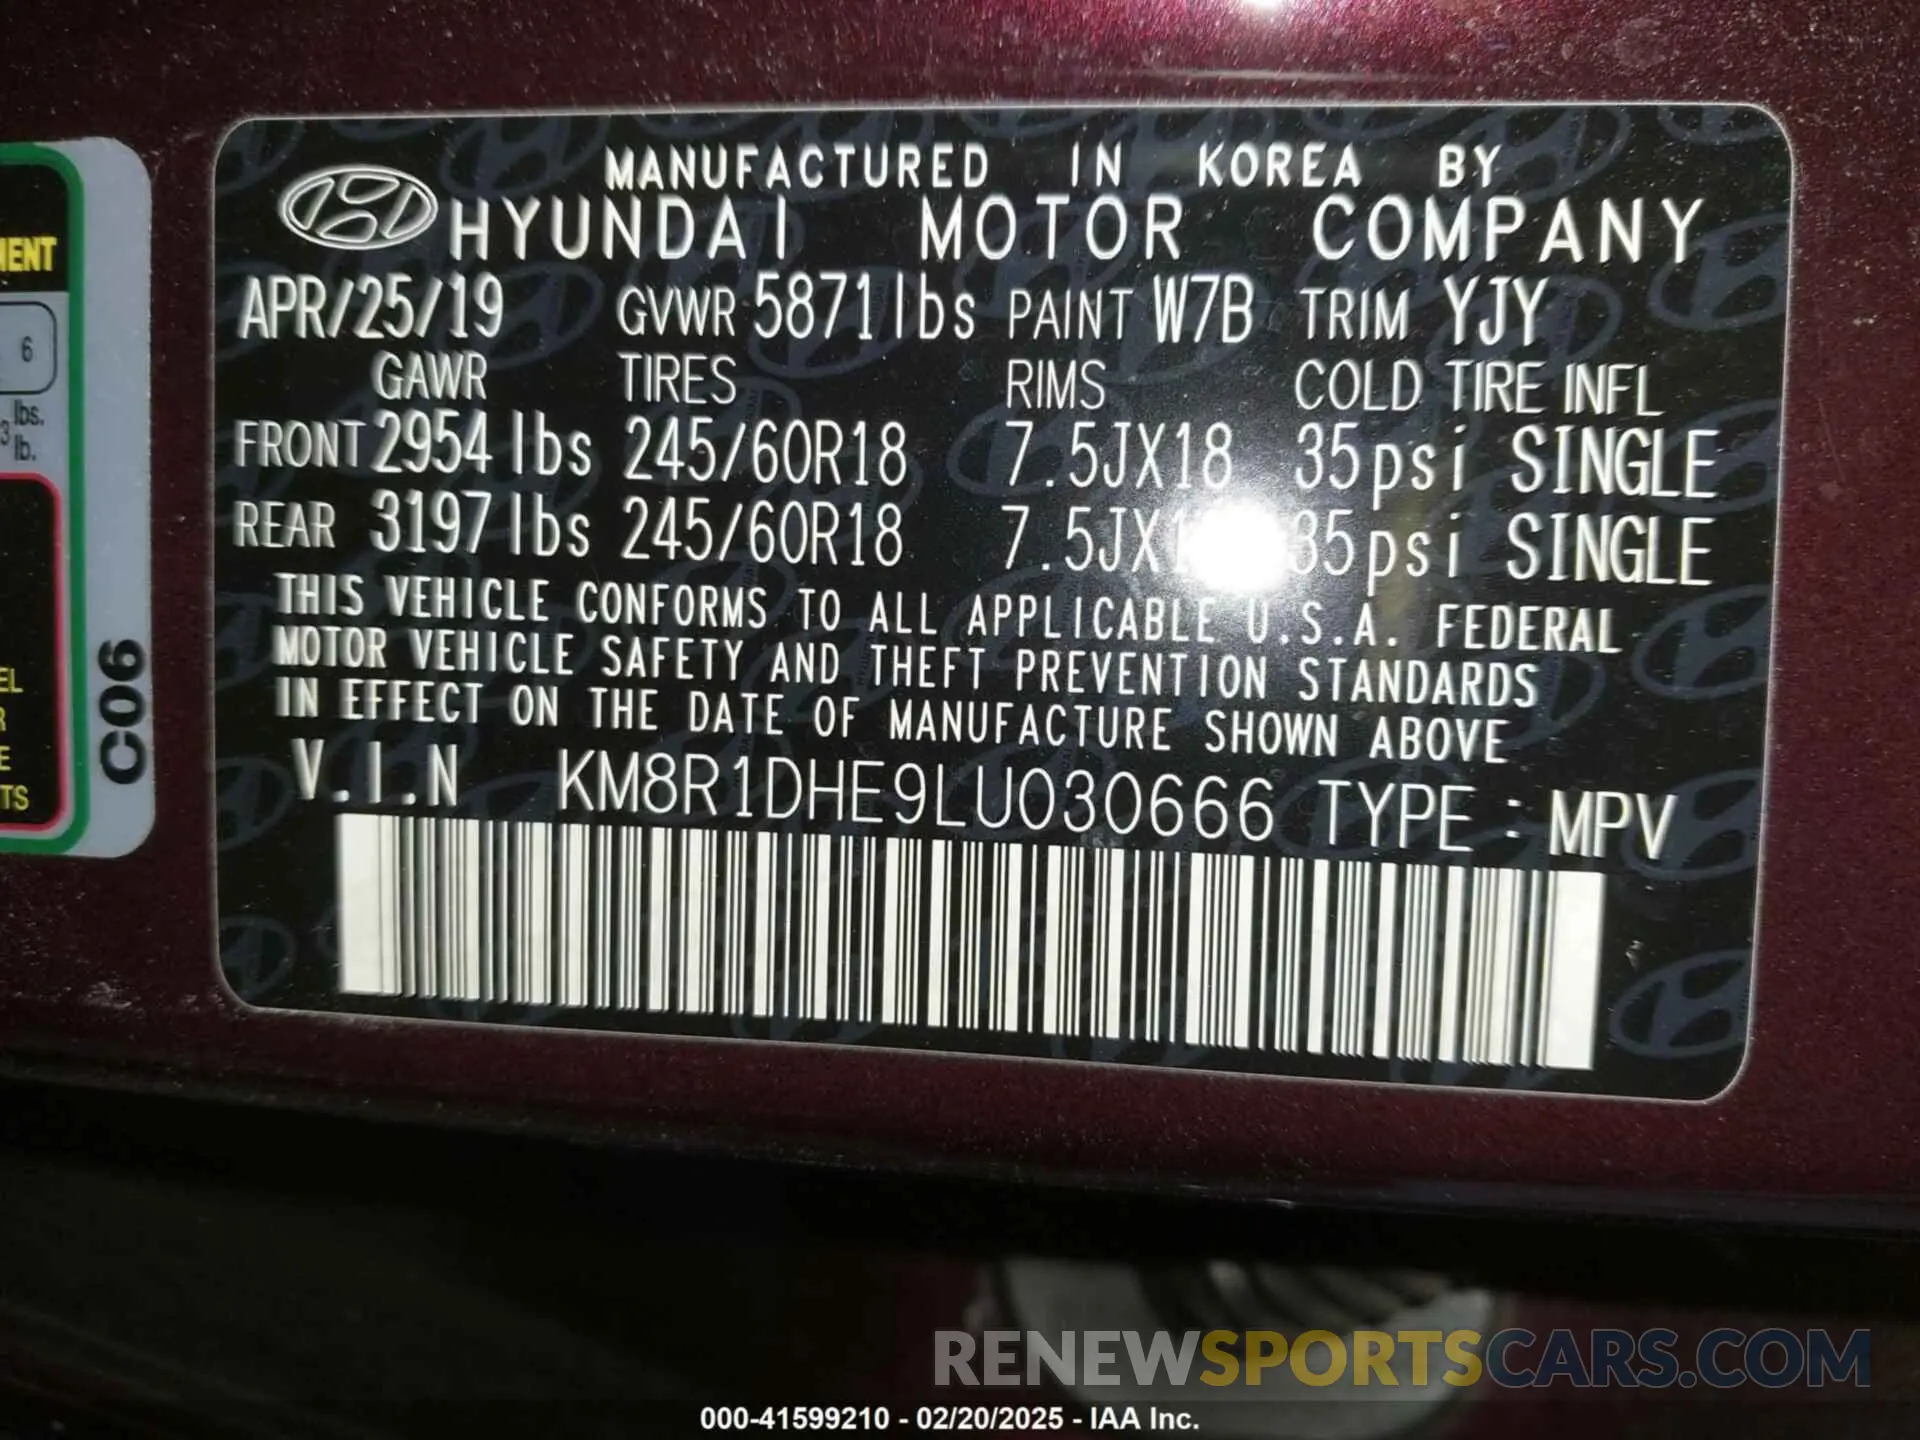 MANUFACTURED IN KOREA BY
HYUNDAI MOTOR COMPANY
APR/25/19 GVWR 5871lbs PAINT W7B TRIM YJY
GAWR TIRES RIMS COLD TIRE INFL
FRONT 2954 lbs 245/60R18 7.5JX18 35psi SINGLE
REAR 3197 lbs 245/60R18 35psi SINGLE
THIS VEHICLE CONFORMS TO ALL APPLICABLE U.S.A. FEDERAL
MOTOR VEHICLE SAFETY AND THEFT PREVENTION STANDARDS
IN EFFECT ON THE DATE OF MANUFACTURE SHOWN ABOVE
V.I.N KM8R1DHE9LU030666 TYPE : MPV
6
lbs.
lb.
C06
RENEWSPORTSCARS.COM
000-41599210 - 02/20/2025 - IAA Inc.